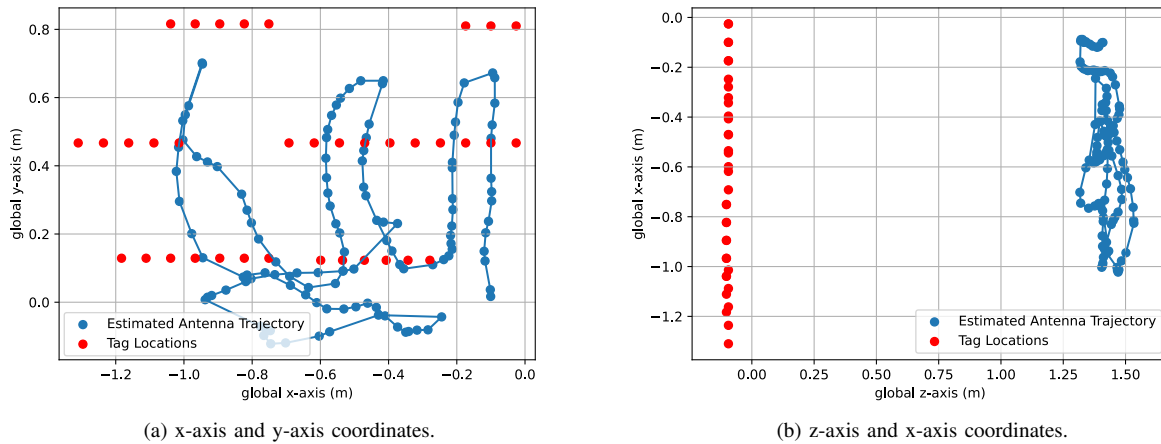 0.8
0.6
0.4
0.2
0.0
global y-axis (m)
Estimated Antenna Trajectory
Tag Locations
−1.2 −1.0 −0.8 −0.6 −0.4 −0.2 0.0
global x-axis (m)
(a) x-axis and y-axis coordinates.
0.0
−0.2
−0.4
−0.6
−0.8
−1.0
−1.2
global x-axis (m)
Estimated Antenna Trajectory
Tag Locations
0.00 0.25 0.50 0.75 1.00 1.25 1.50
global z-axis (m)
(b) z-axis and x-axis coordinates.